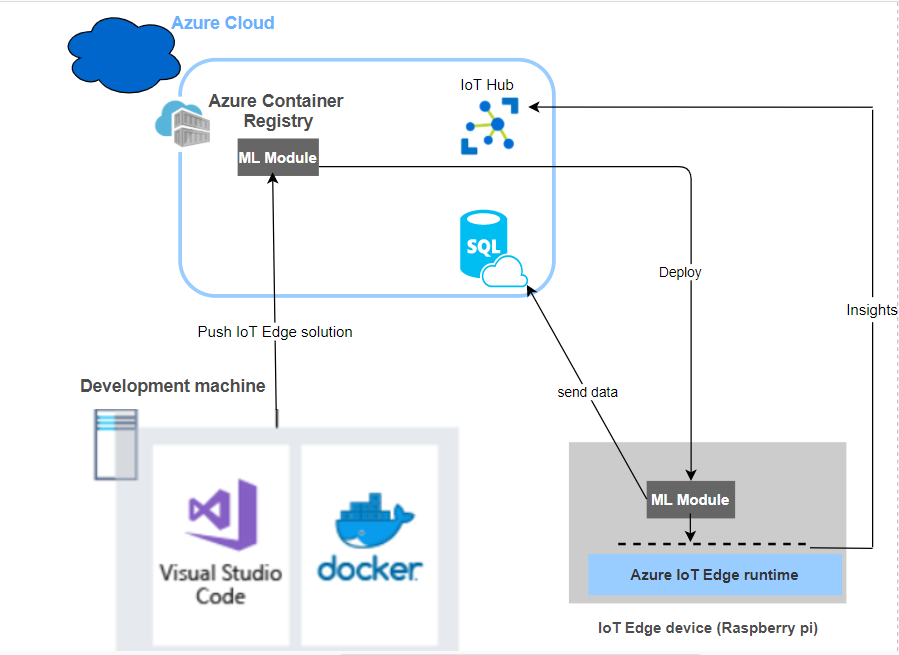 Azure Cloud
IoT Hub
Azure Container
Registry
ML Module
SQL
Deploy
Insights
Push IoT Edge solution
Development machine
send data
ML Module
Visual Studio
Code
docker
Azure IoT Edge runtime
IoT Edge device (Raspberry pi)